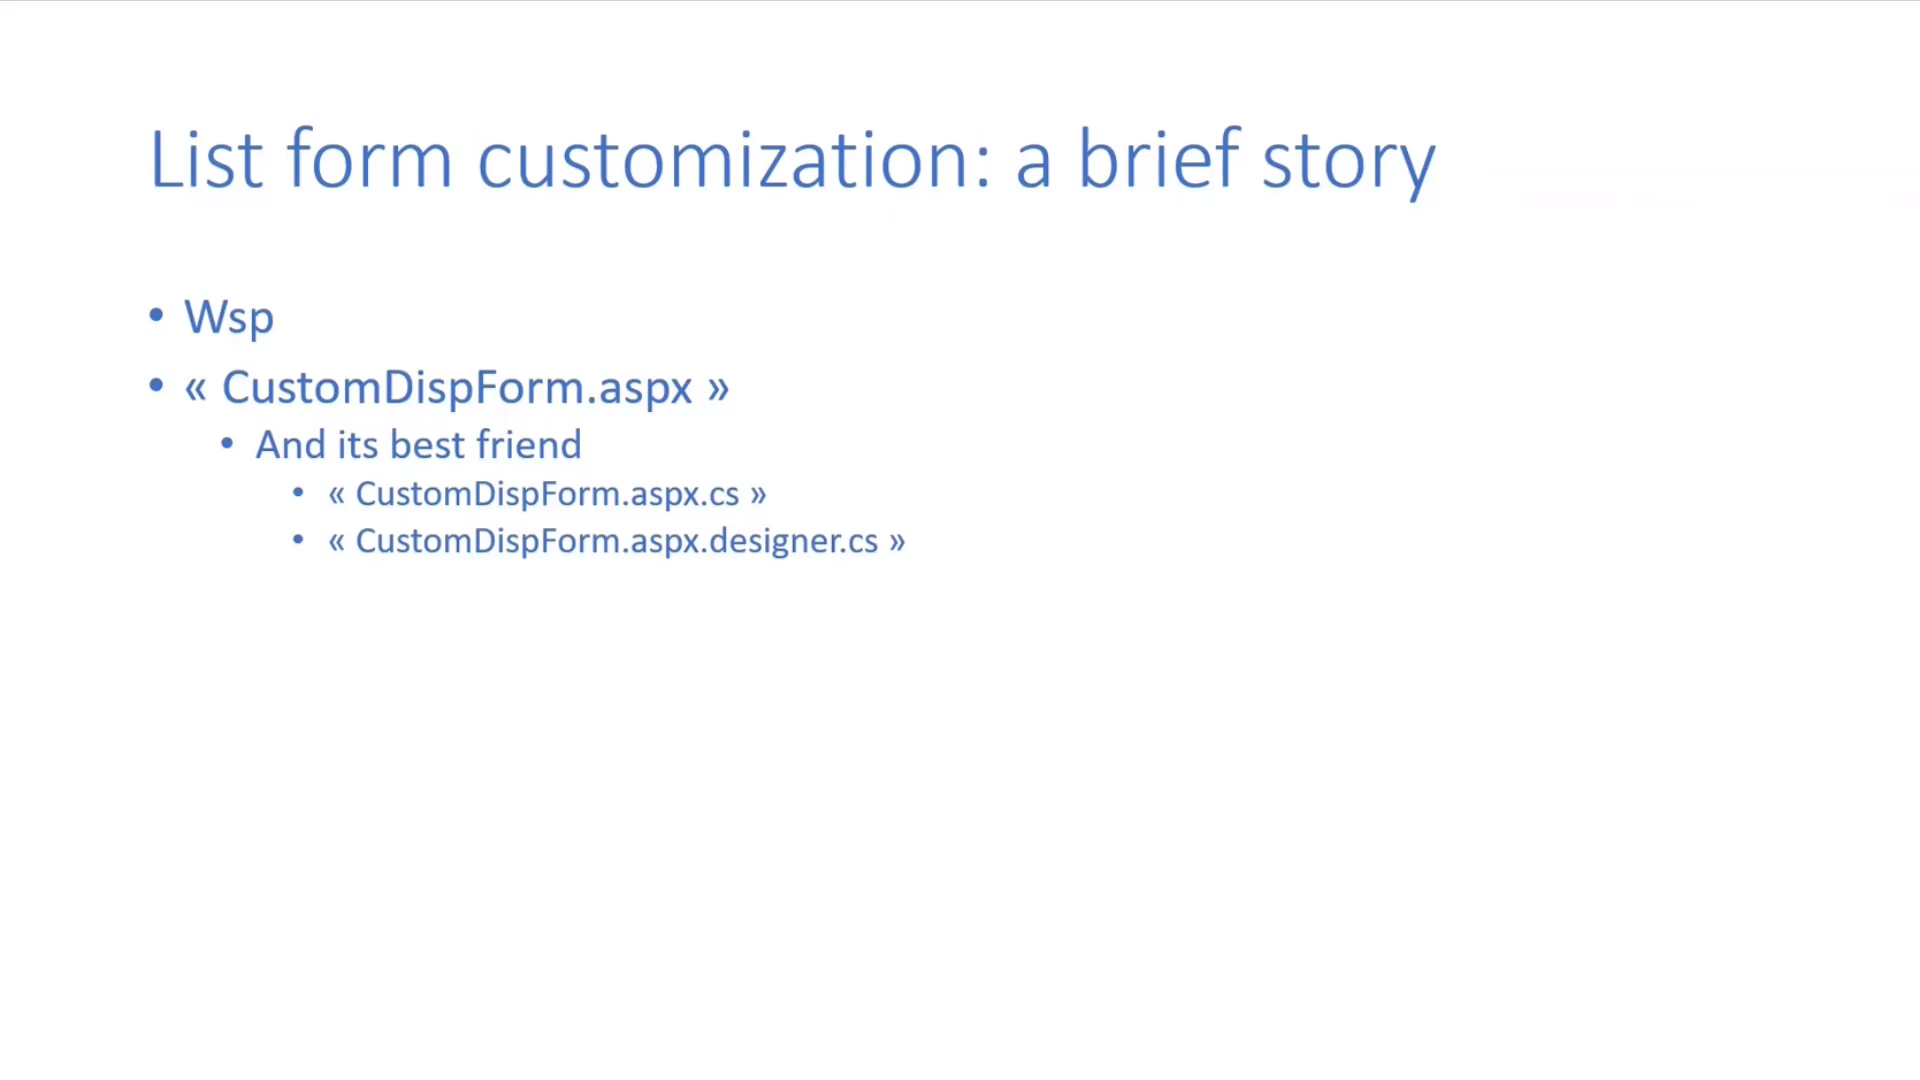 List form customization: a brief story
• Wsp
• « CustomDispForm.aspx »
• And its best friend
• « CustomDispForm.aspx.cs »
• « CustomDispForm.aspx.designer.cs »